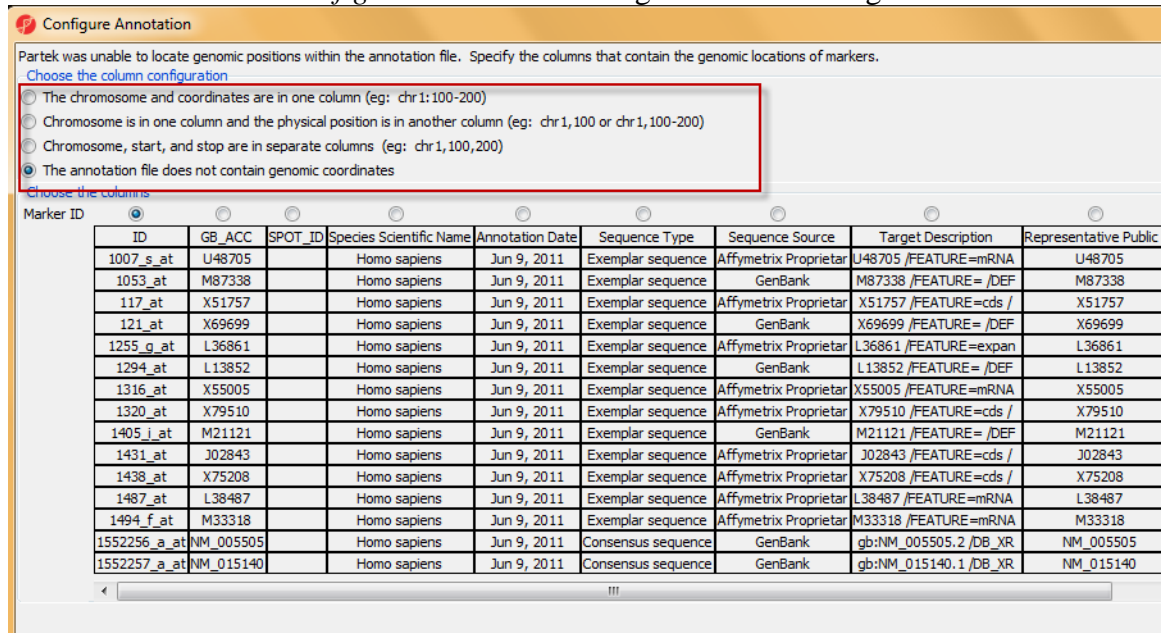 Configure Annotation
Partek was unable to locate genomic positions within the annotation file. Specify the columns that contain the genomic locations of markers.
Choose the column configuration
The chromosome and coordinates are in one column (eg: chr1:100-200)
Chromosome is in one column and the physical position is in another column (eg: chr1,100 or chr1,100-200)
Chromosome, start, and stop are in separate columns (eg: chr1,100,200)
The annotation file does not contain genomic coordinates
Choose the columns
Marker ID
ID GB_ACC SPOT_ID Species Scientific Name Annotation Date Sequence Type Sequence Source Target Description Representative Public
1007_s_at U48705 Homo sapiens Jun 9, 2011 Exemplar sequence Affymetrix Proprietar U48705 /FEATURE=mRNA U48705
1053_at M87338 Homo sapiens Jun 9, 2011 Exemplar sequence GenBank M87338 /FEATURE= /DEF M87338
117_at X51757 Homo sapiens Jun 9, 2011 Exemplar sequence Affymetrix Proprietar X51757 /FEATURE=cds / X51757
121_at X69699 Homo sapiens Jun 9, 2011 Exemplar sequence GenBank X69699 /FEATURE= /DEF X69699
1255_g_at L36861 Homo sapiens Jun 9, 2011 Exemplar sequence Affymetrix Proprietar L36861 /FEATURE=expan L36861
1294_at L13852 Homo sapiens Jun 9, 2011 Exemplar sequence GenBank L13852 /FEATURE= /DEF L13852
1316_at X55005 Homo sapiens Jun 9, 2011 Exemplar sequence Affymetrix Proprietar X55005 /FEATURE=mRNA X55005
1320_at X79510 Homo sapiens Jun 9, 2011 Exemplar sequence Affymetrix Proprietar X79510 /FEATURE=cds / X79510
1405_i_at M21121 Homo sapiens Jun 9, 2011 Exemplar sequence GenBank M21121 /FEATURE= /DEF M21121
1431_at J02843 Homo sapiens Jun 9, 2011 Exemplar sequence Affymetrix Proprietar J02843 /FEATURE=cds / J02843
1438_at X75208 Homo sapiens Jun 9, 2011 Exemplar sequence Affymetrix Proprietar X75208 /FEATURE=cds / X75208
1487_at L38487 Homo sapiens Jun 9, 2011 Exemplar sequence Affymetrix Proprietar L38487 /FEATURE=mRNA L38487
1494_f_at M33318 Homo sapiens Jun 9, 2011 Exemplar sequence Affymetrix Proprietar M33318 /FEATURE=mRNA M33318
1552256_a_at NM_005505 Homo sapiens Jun 9, 2011 Consensus sequence GenBank gb:NM_005505.2 /DB_XR NM_005505
1552257_a_at NM_015140 Homo sapiens Jun 9, 2011 Consensus sequence GenBank gb:NM_015140.1 /DB_XR NM_015140